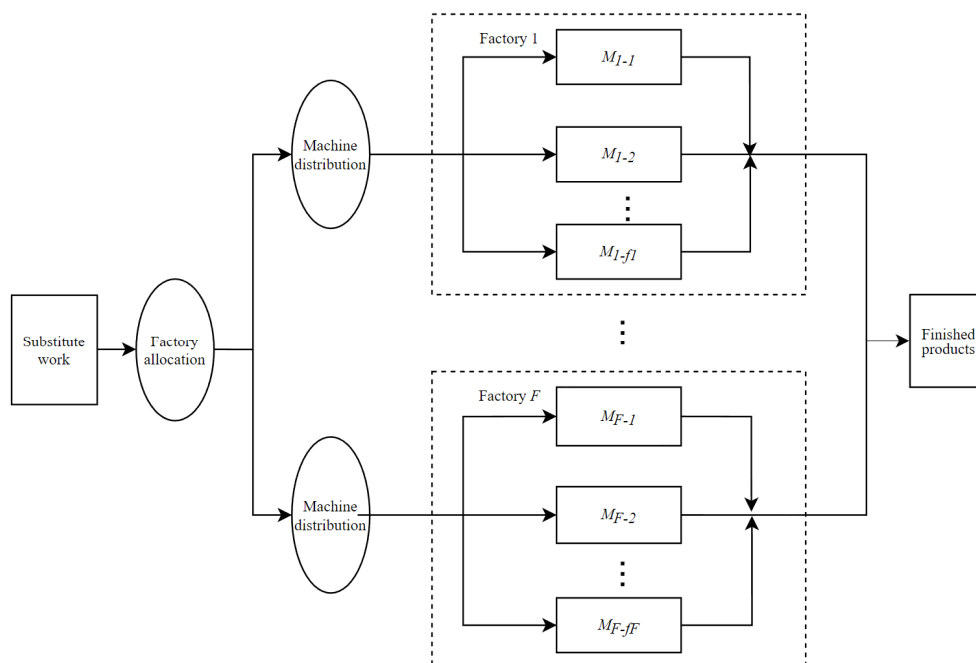 Factory 1
M1-1
Machine
distribution
M1-2
M1-f1
Substitute
work
Factory
allocation
Finished
products
Factory F
MF-1
Machine
distribution
MF-2
MF-fF